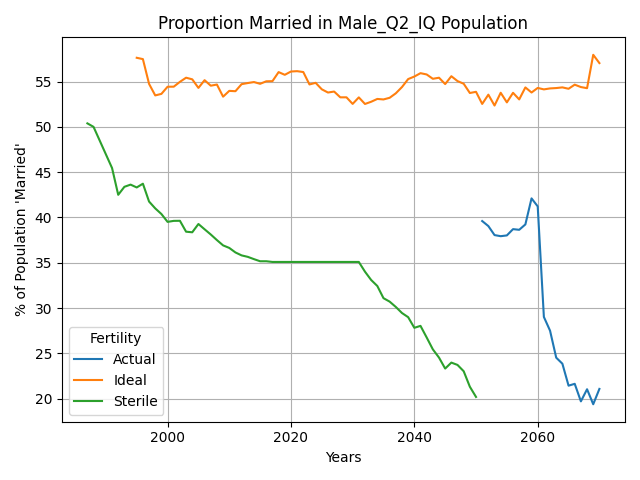 Proportion Married in Male_Q2_IQ Population
% of Population 'Married'
55
50
45
40
35
30
25
20
Fertility
Actual
Ideal
Sterile
2000 2020 2040 2060
Years